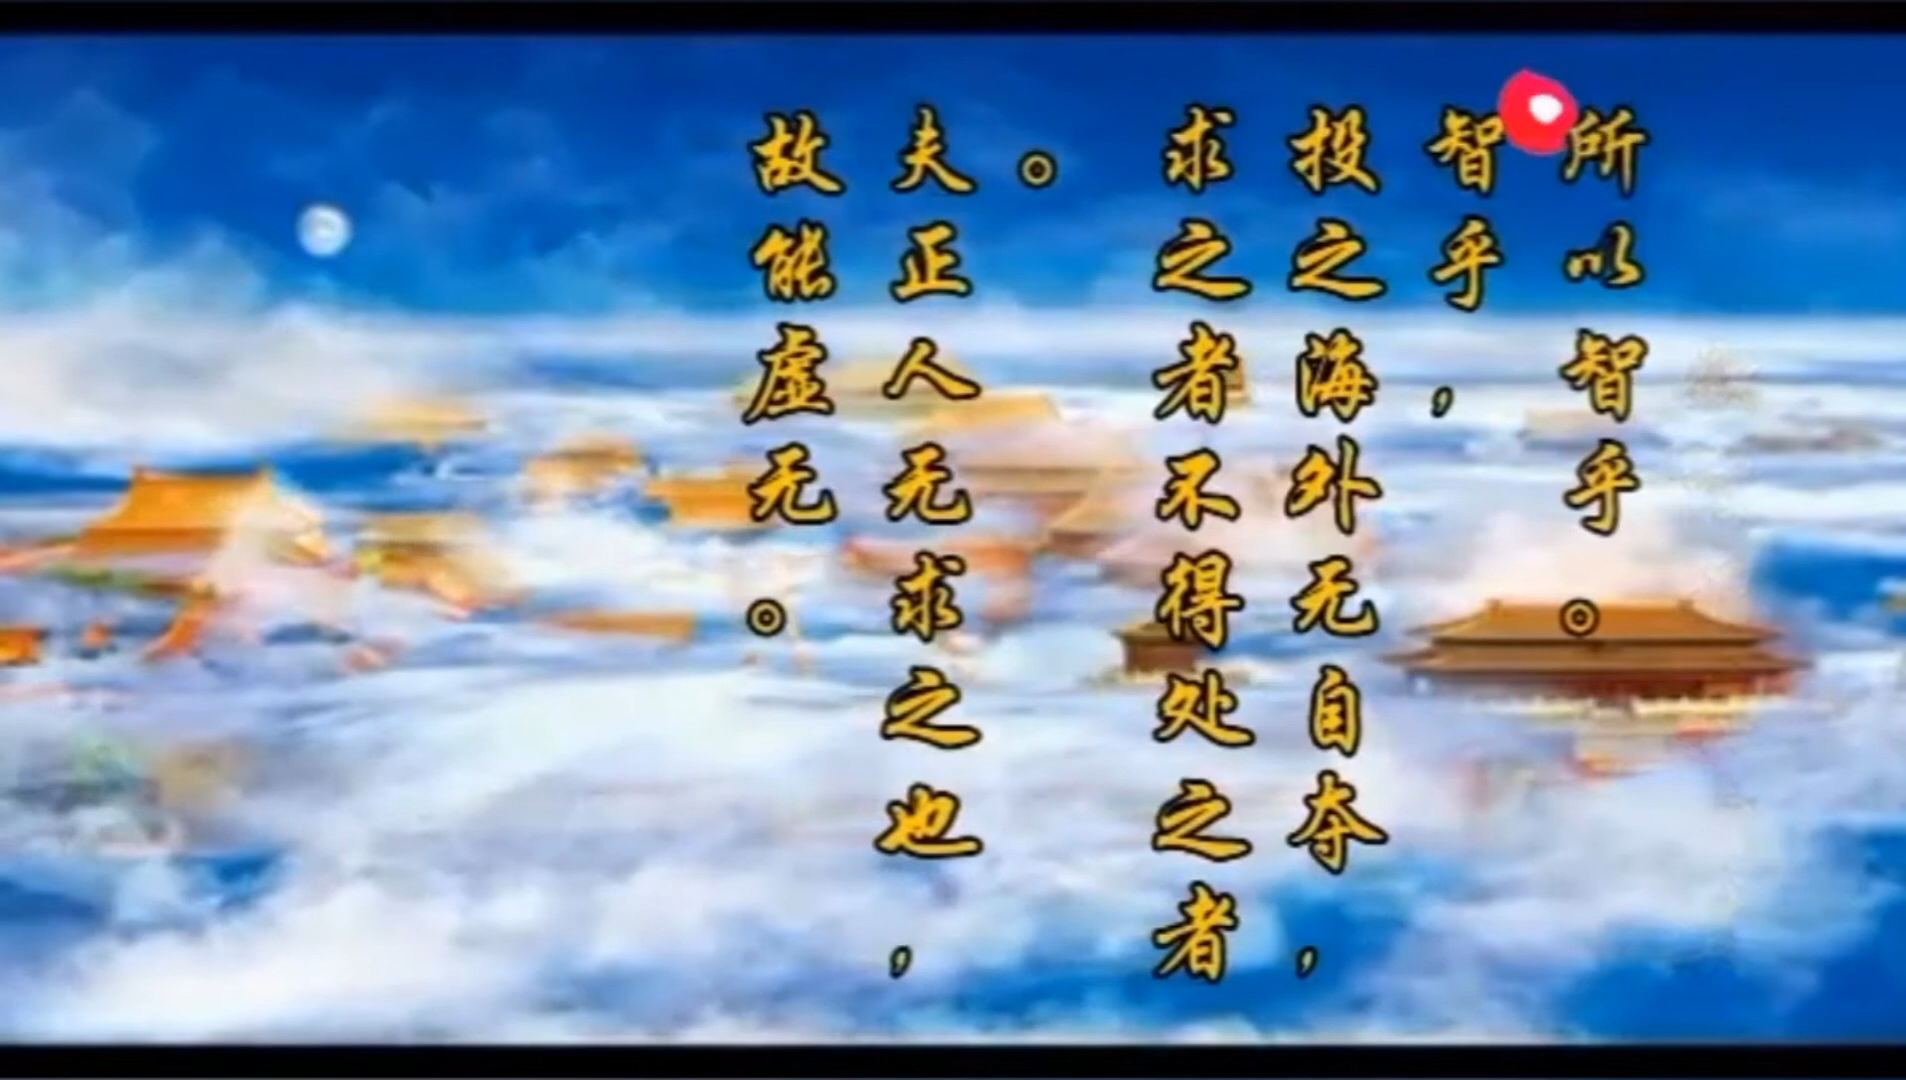 所以智乎。
智乎，
投之海外无自夺，
求之者不得处之者
。
夫正人无求之也，
故能虚无。